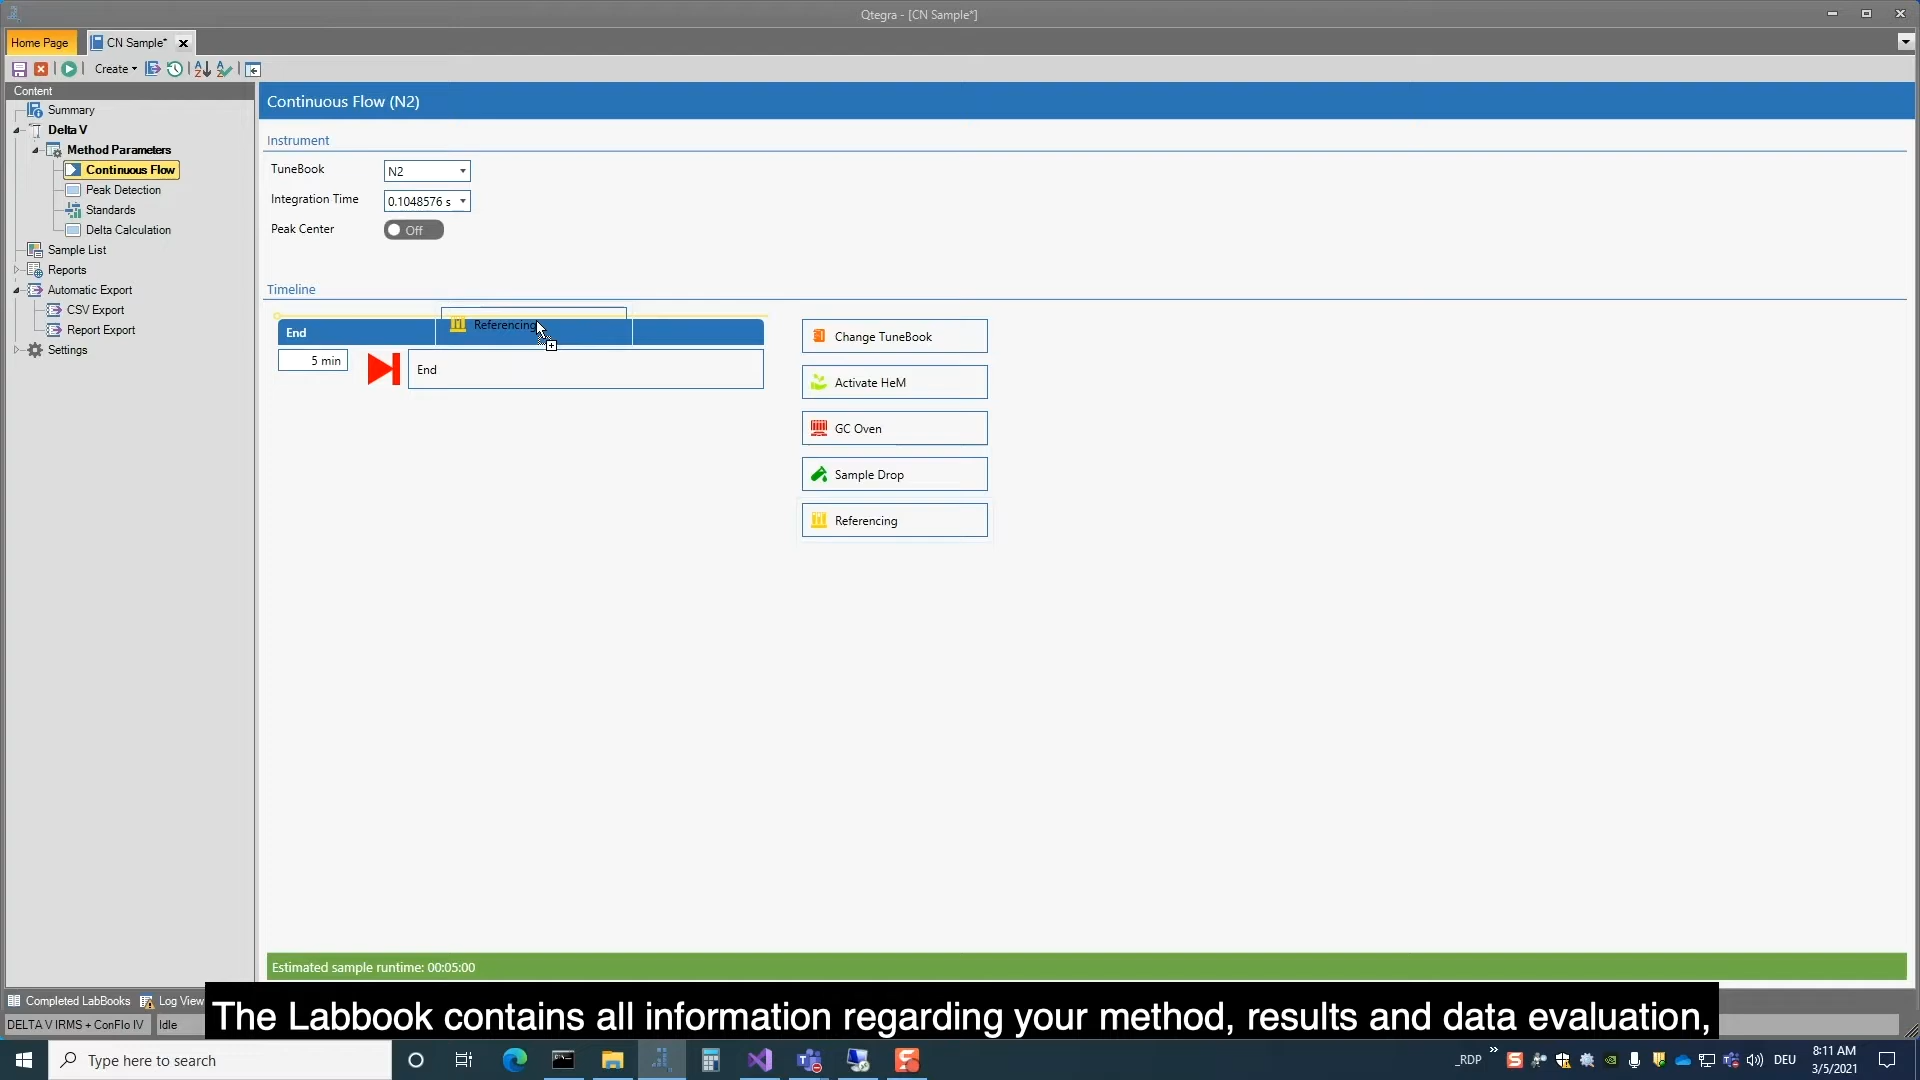 Qtegra - [CN Sample*]
Home Page
CN Sample*
Create
Content
Summary
Delta V
Method Parameters
Continuous Flow
Peak Detection
Standards
Delta Calculation
Sample List
Reports
Automatic Export
CSV Export
Report Export
Settings
Continuous Flow (N2)
Instrument
TuneBook
N2
Integration Time
0.1048576 s
Peak Center
Off
Timeline
Referencing
End
5 min
End
Change TuneBook
Activate HeM
GC Oven
Sample Drop
Referencing
Estimated sample runtime: 00:05:00
Completed LabBooks
Log View
DELTA V IRMS + ConFlo IV
Idle
The Labbook contains all information regarding your method, results and data evaluation,
Type here to search
_RDP
DEU
8:11 AM
3/5/2021